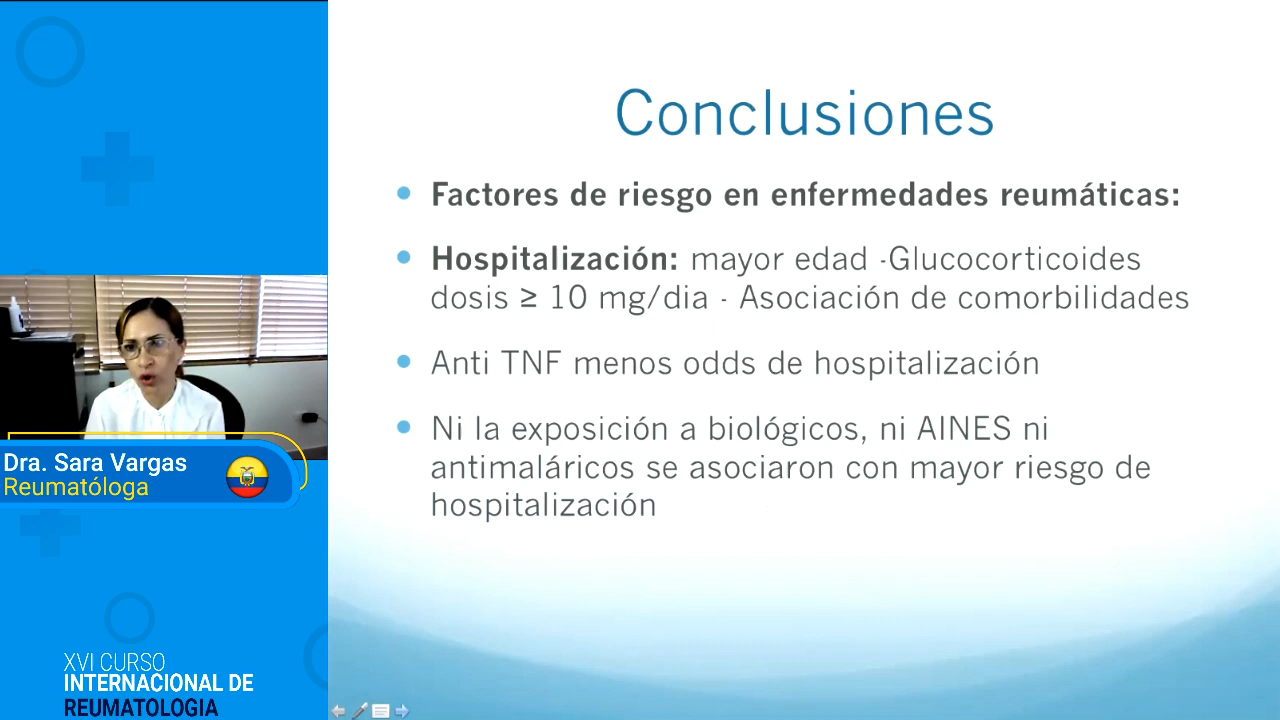 Conclusiones
Factores de riesgo en enfermedades reumáticas:
Hospitalización: mayor edad -Glucocorticoides
dosis ≥ 10 mg/dia - Asociación de comorbilidades
Anti TNF menos odds de hospitalización
Ni la exposición a biológicos, ni AINES ni
antimaláricos se asociaron con mayor riesgo de
hospitalización
Dra. Sara Vargas
Reumatóloga
XVI CURSO
INTERNACIONAL DE
REUMATOLOGIA